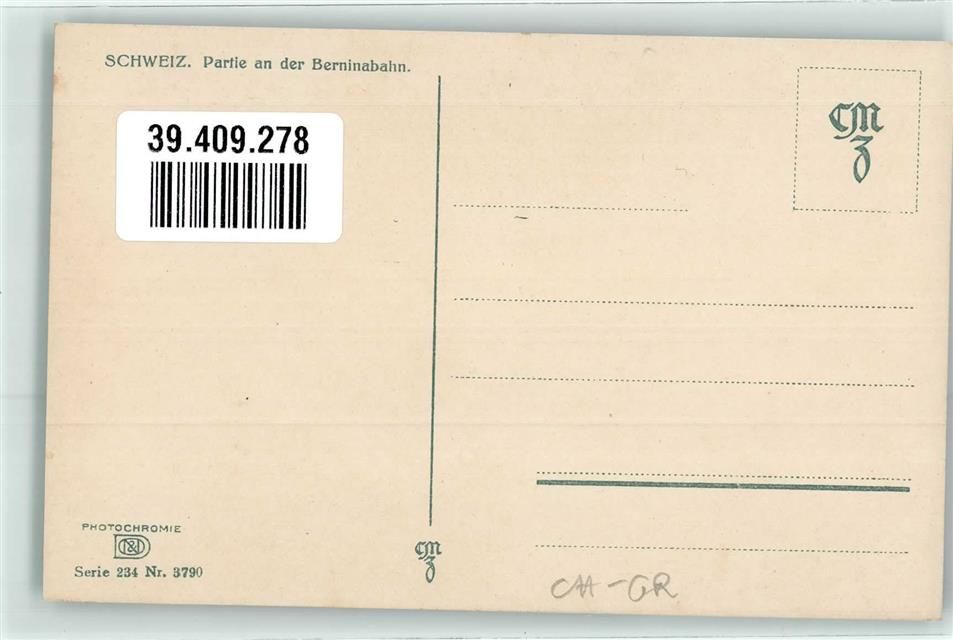 SCHWEIZ. Partie an der Berninabahn.
39.409.278
CMZ
PHOTOCHROMIE
D&D
Serie 234 Nr. 3790
CMZ
CH-GR